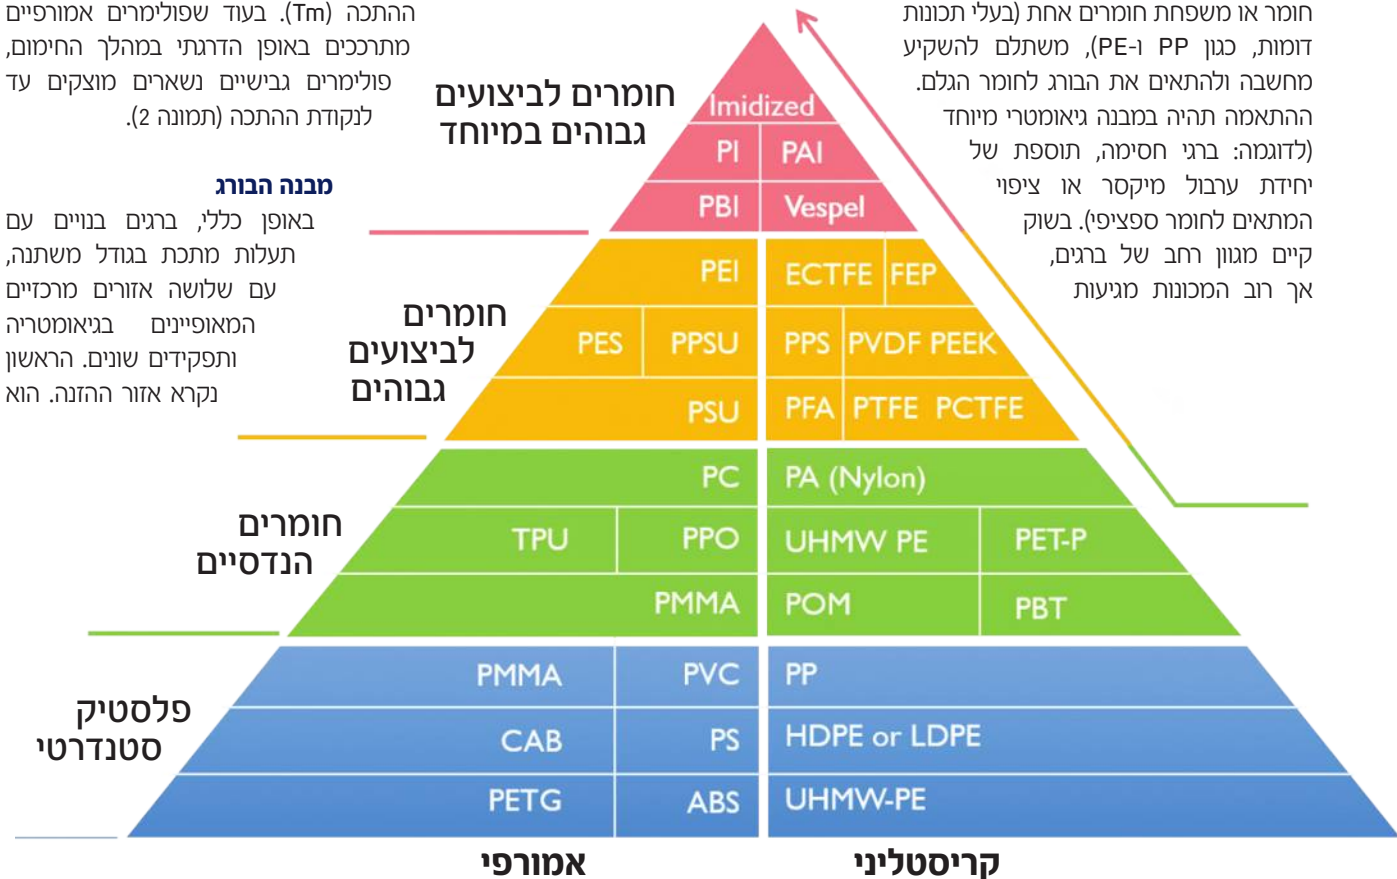 חומר או משפחת חומרים אחת (בעלי תכונות
דומות, כגון PP ו-PE), משתלם להשקיע
מחשבה ולהתאים את הבורג לחומר הגלם.
ההתאמה תהיה במבנה גיאומטרי מיוחד
(לדוגמה: ברגי חסימה, תוספת של
יחידת ערבול מיקסר או ציפוי
המתאים לחומר ספציפי). בשוק
קיים מגוון רחב של ברגים,
אך רוב המכונות מגיעות
ההתכה (Tm). בעוד שפולימרים אמורפיים
מתרככים באופן הדרגתי במהלך החימום,
פולימרים גבישיים נשארים מוצקים עד
לנקודת ההתכה (תמונה 2).
מבנה הבורג
באופן כללי, ברגים בנויים עם
תעלות מתכת בגודל משתנה,
עם שלושה אזורים מרכזיים
המאופיינים בגיאומטריה
ותפקידים שונים. הראשון
נקרא אזור ההזנה. הוא
חומרים לביצועים
גבוהים במיוחד
Imidized
PI PAI
PBI Vespel
חומרים
לביצועים
גבוהים
PEI ECTFE FEP
PES PPSU PPS PVDF PEEK
PSU PFA PTFE PCTFE
חומרים
הנדסיים
PC PA (Nylon)
TPU PPO UHMW PE PET-P
PMMA POM PBT
פלסטיק
סטנדרטי
PMMA PVC PP
CAB PS HDPE or LDPE
PETG ABS UHMW-PE
אמורפי
קריסטליני